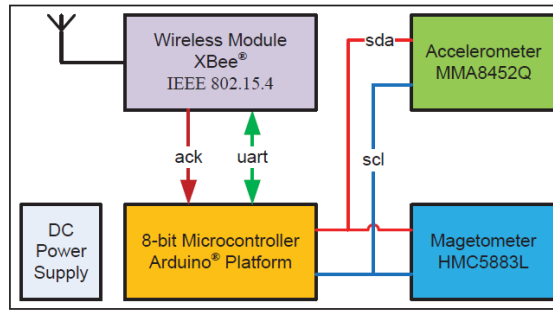 Wireless Module
XBee®
IEEE 802.15.4
sda
Accelerometer
MMA8452Q
ack
uart
scl
DC
Power
Supply
8-bit Microcontroller
Arduino® Platform
Magetometer
HMC5883L